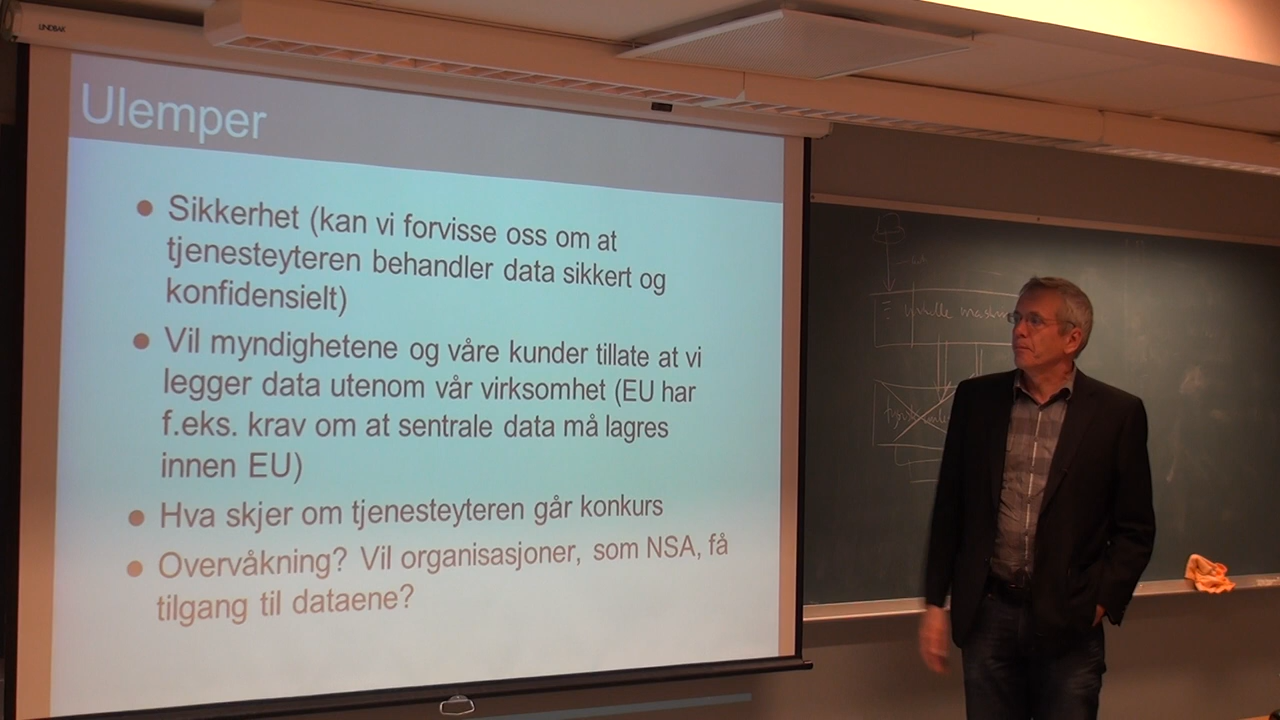 LINDBAK
Ulemper
Sikkerhet (kan vi forvisse oss om at
tjenesteyteren behandler data sikkert og
konfidensielt)
Vil myndighetene og våre kunder tillate at vi
legger data utenom vår virksomhet (EU har
f.eks. krav om at sentrale data må lagres
innen EU)
Hva skjer om tjenesteyteren går konkurs
Overvåkning? Vil organisasjoner, som NSA, få
tilgang til dataene?